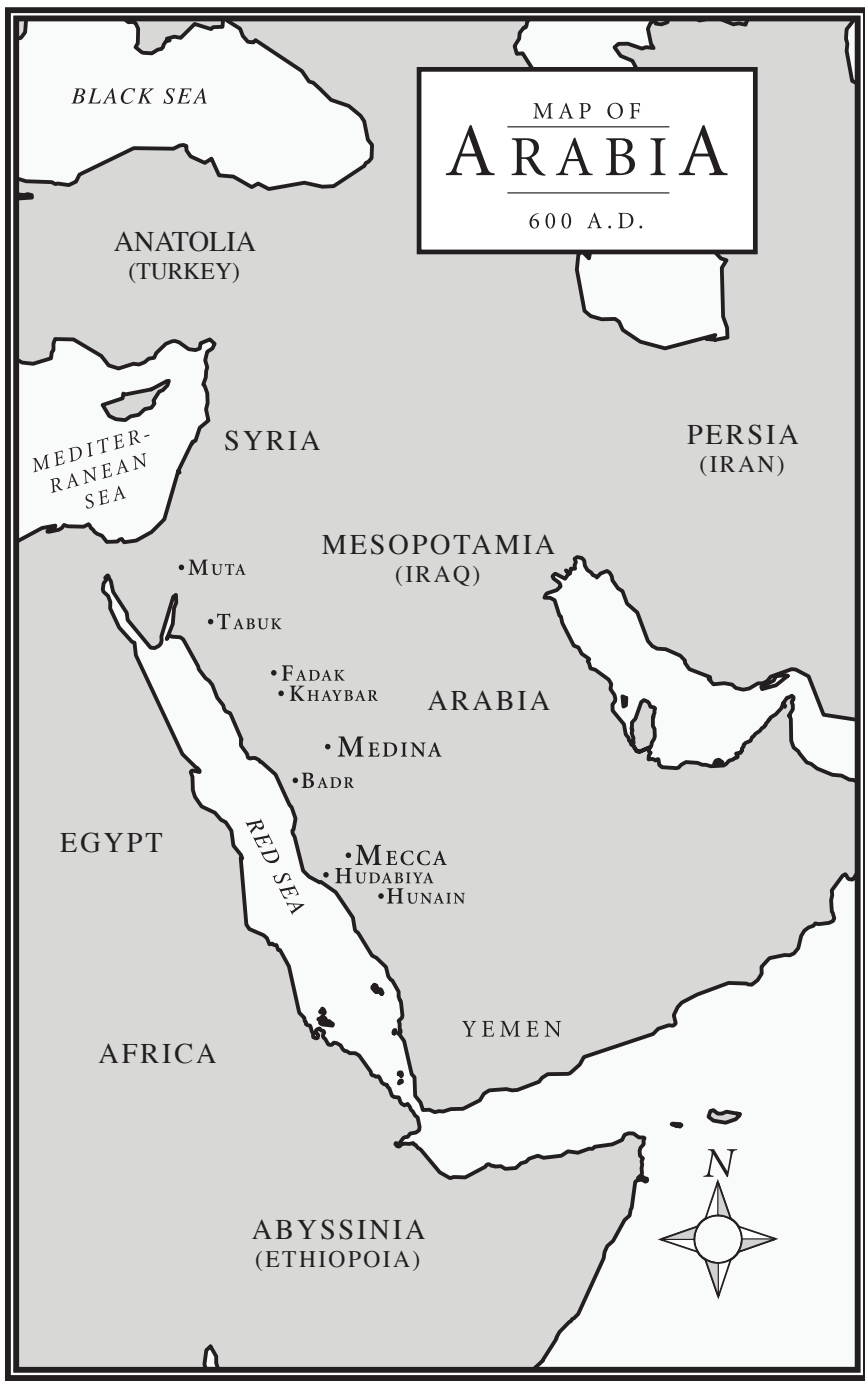 BLACK SEA
MAP OF
ARABIA
600 A.D.
ANATOLIA
(TURKEY)
MEDITER-
RANEAN
SEA
SYRIA
PERSIA
(IRAN)
MESOPOTAMIA
(IRAQ)
•MUTA
•TABUK
•FADAK
•KHAYBAR
ARABIA
•MEDINA
•BADR
EGYPT
RED SEA
•MECCA
•HUDABIYA
•HUNAIN
YEMEN
AFRICA
N
ABYSSINIA
(ETHIOPOIA)